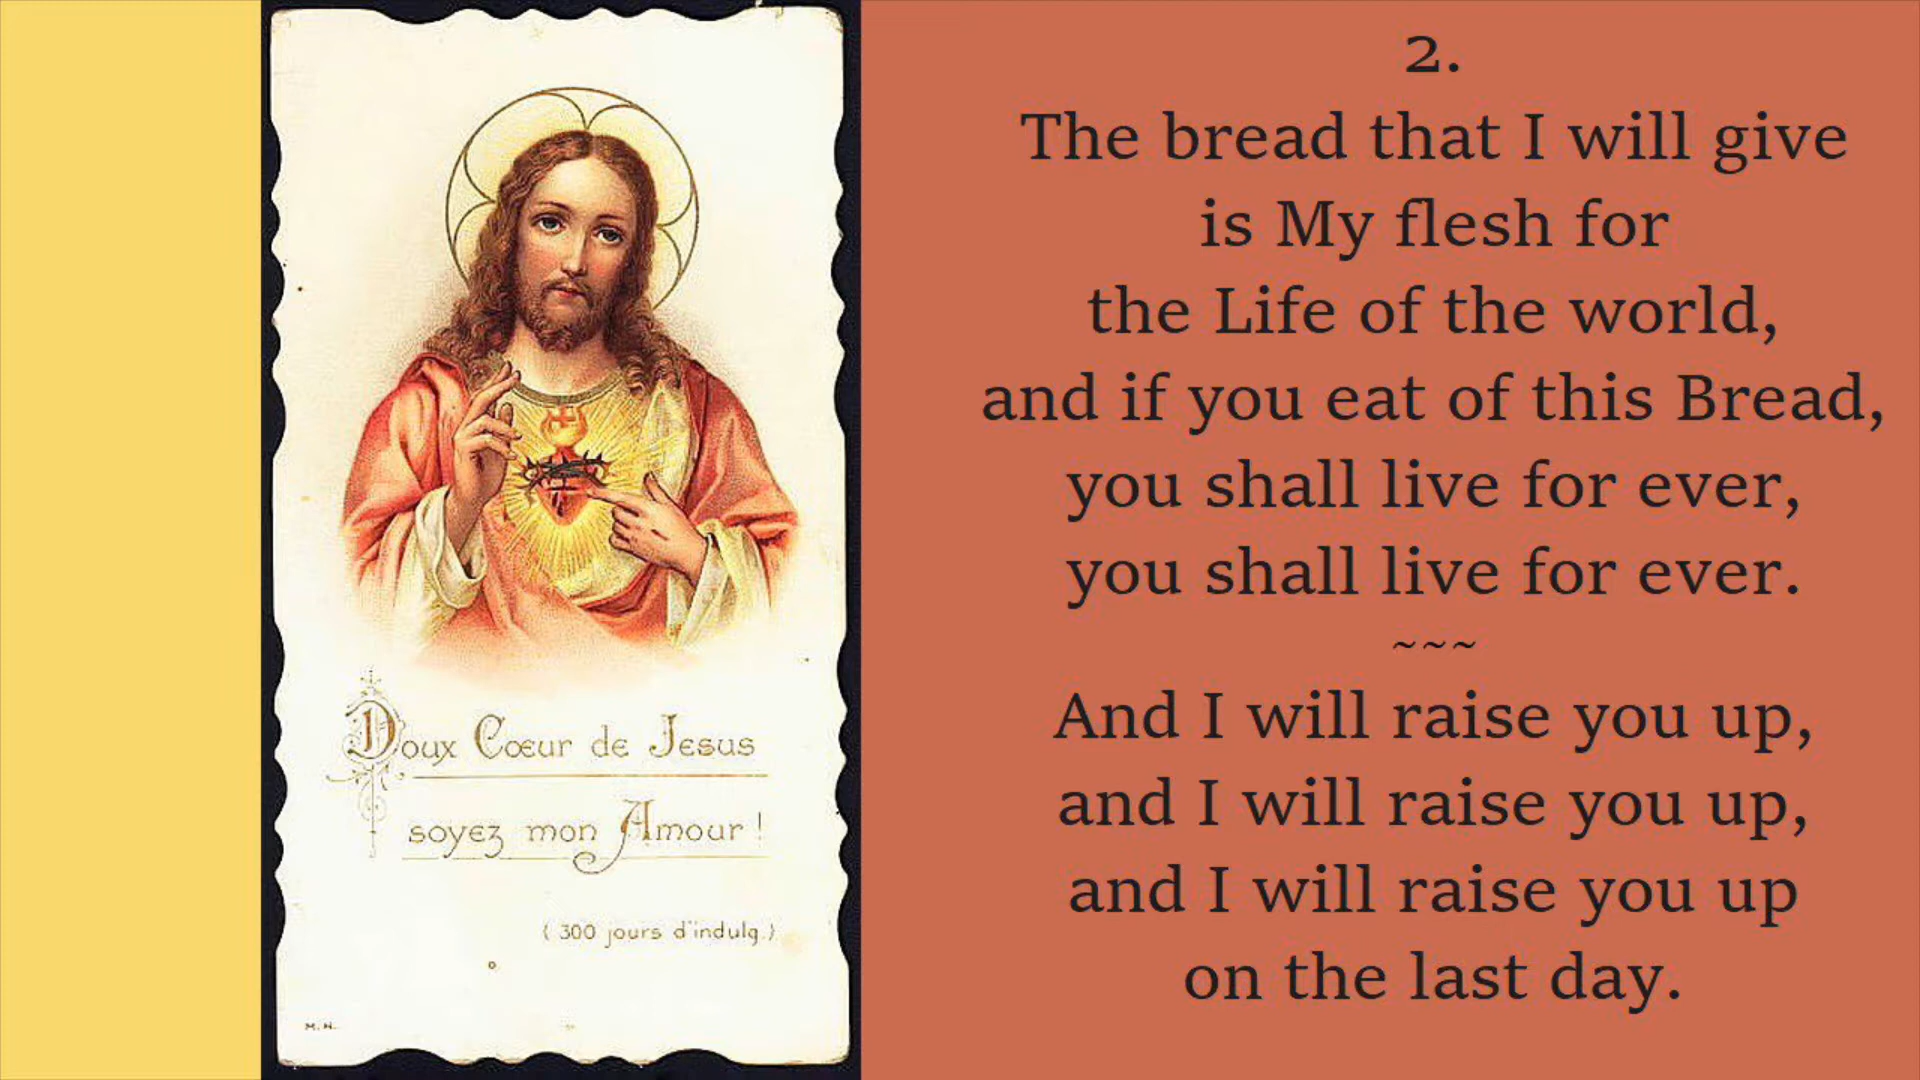 Doux Cœur de Jesus
soyez mon Amour !
( 300 jours d'indulg.)
M. N.
2.
The bread that I will give
is My flesh for
the Life of the world,
and if you eat of this Bread,
you shall live for ever,
you shall live for ever.
~~~
And I will raise you up,
and I will raise you up,
and I will raise you up
on the last day.